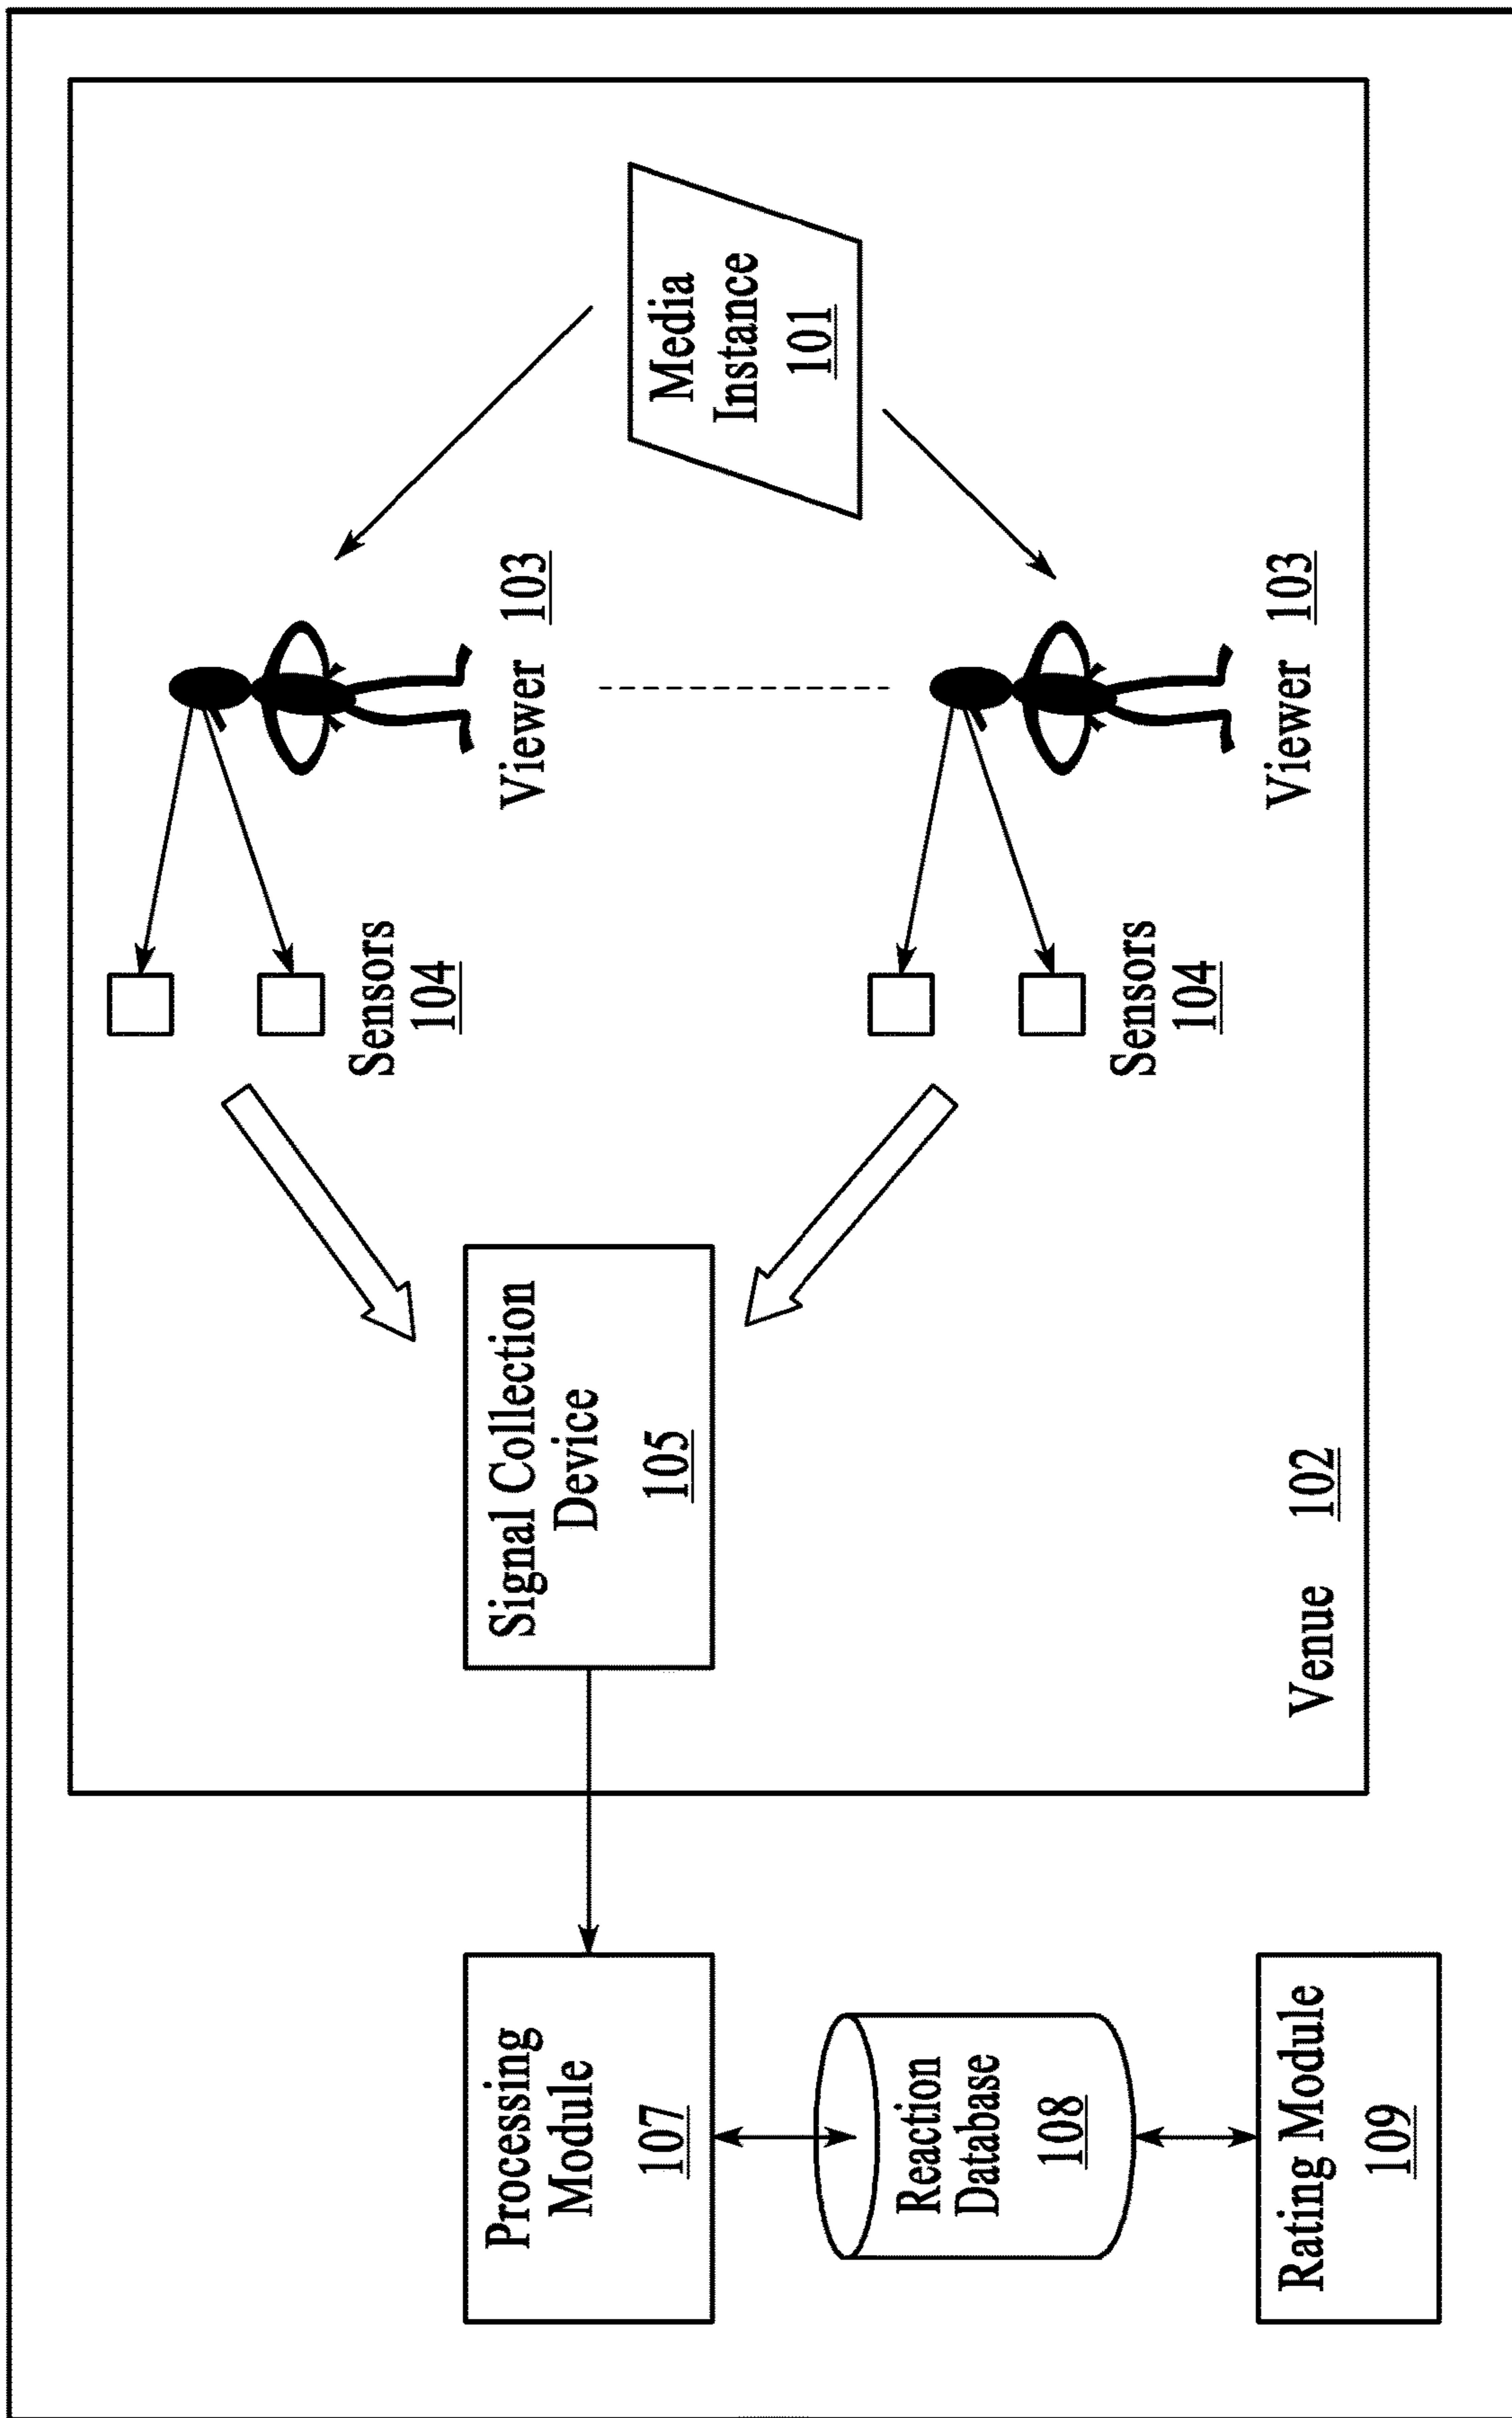 Processing
Module
107
Reaction
Database
108
Rating Module
109
Signal Collection
Device
105
Venue 102
Sensors
104
Sensors
104
Viewer 103
Viewer 103
Media
Instance
101